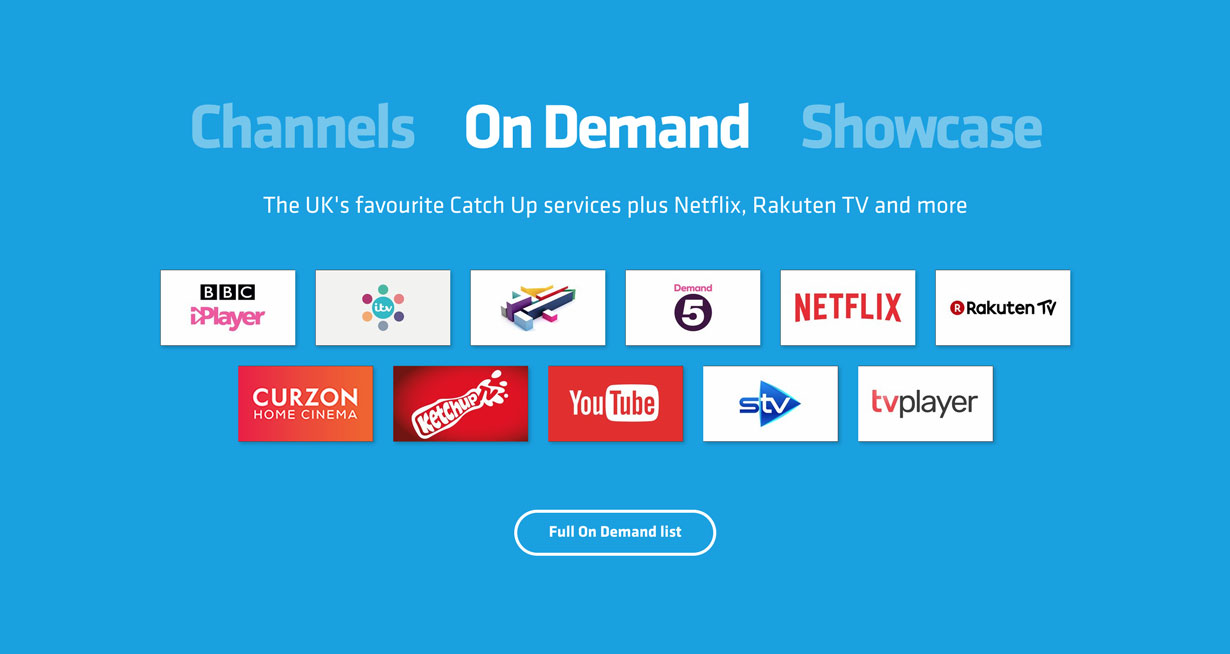 Channels On Demand Showcase
The UK's favourite Catch Up services plus Netflix, Rakuten TV and more
BBC
iPlayer
itv
Demand
5
NETFLIX
R Rakuten TV
CURZON
HOME CINEMA
Ketchup TV
YouTube
stv
tvplayer
Full On Demand list